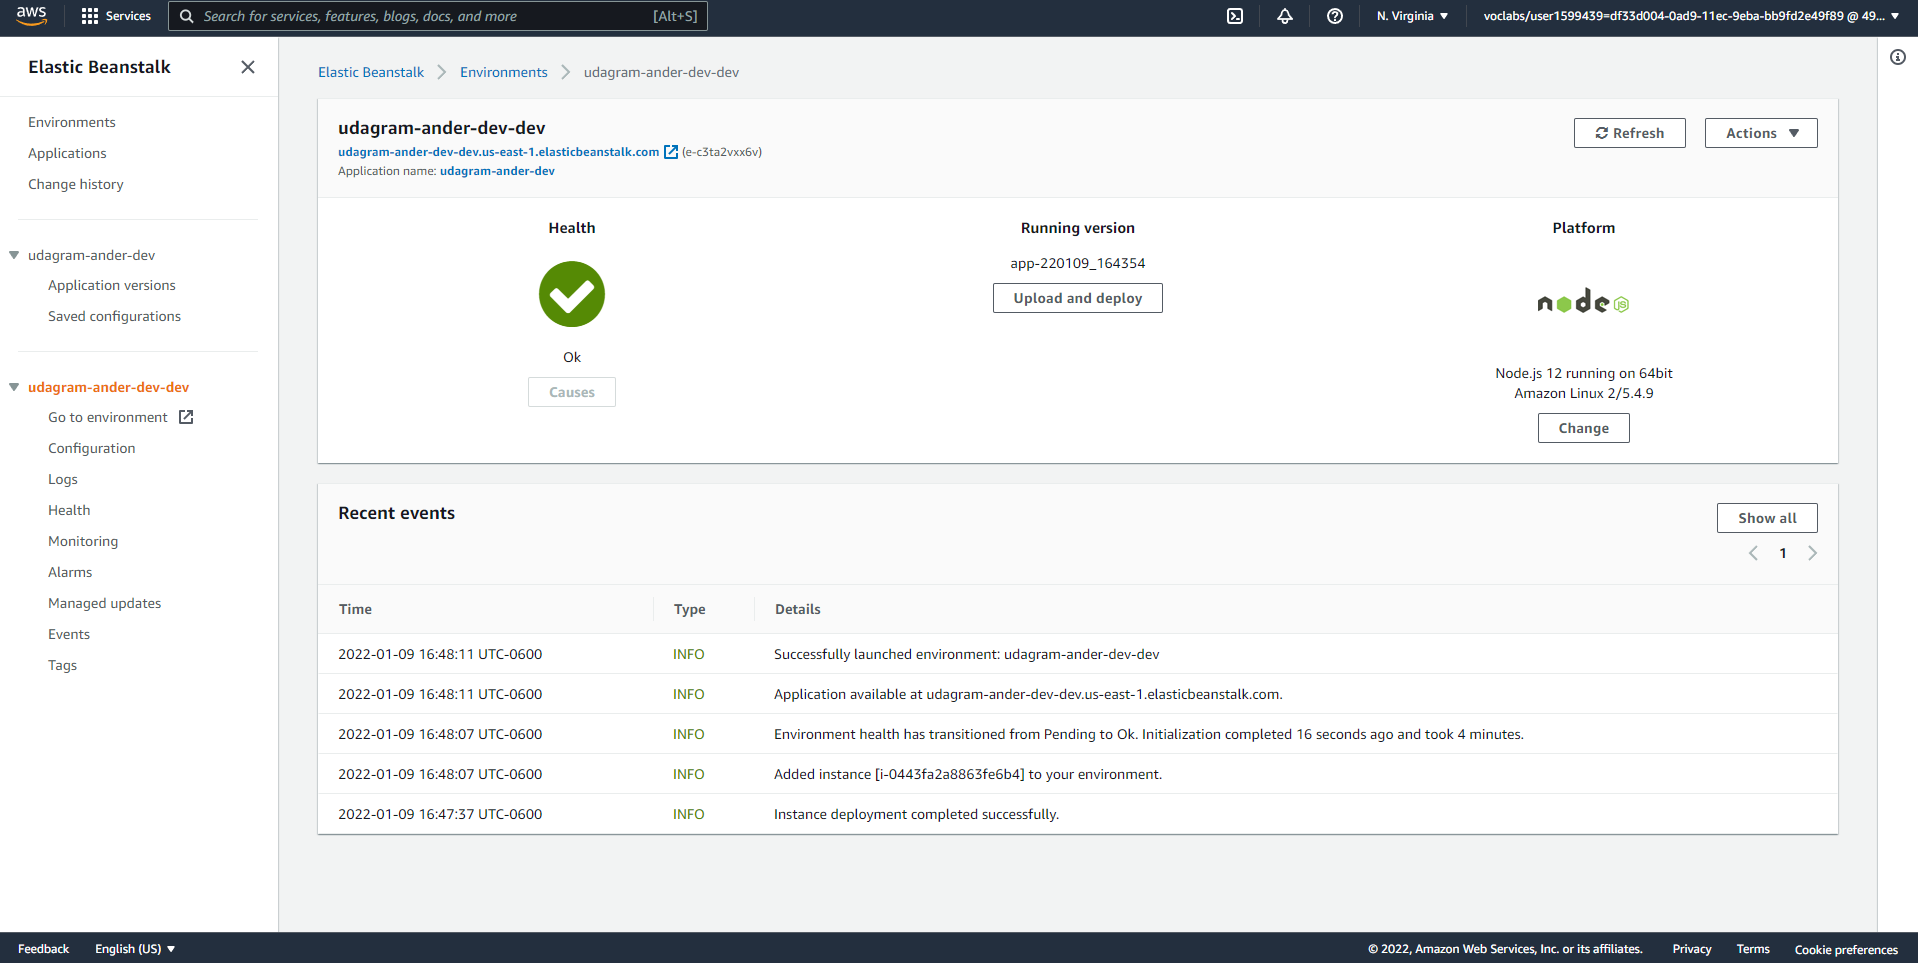 aws
Services
Search for services, features, blogs, docs, and more
[Alt+S]
N. Virginia
voclabs/user1599439=df33d004-0ad9-11ec-9eba-bb9fd2e49f89 @ 49...
Elastic Beanstalk
Environments
Applications
Change history
udagram-ander-dev
Application versions
Saved configurations
udagram-ander-dev-dev
Go to environment
Configuration
Logs
Health
Monitoring
Alarms
Managed updates
Events
Tags
Elastic Beanstalk
Environments
udagram-ander-dev-dev
udagram-ander-dev-dev
udagram-ander-dev-dev.us-east-1.elasticbeanstalk.com (e-c3ta2vxx6v)
Application name: udagram-ander-dev
Refresh
Actions
Health
Ok
Causes
Running version
app-220109_164354
Upload and deploy
Platform
node JS
Node.js 12 running on 64bit
Amazon Linux 2/5.4.9
Change
Recent events
Show all
1
Time Type Details
2022-01-09 16:48:11 UTC-0600 INFO Successfully launched environment: udagram-ander-dev-dev
2022-01-09 16:48:11 UTC-0600 INFO Application available at udagram-ander-dev-dev.us-east-1.elasticbeanstalk.com.
2022-01-09 16:48:07 UTC-0600 INFO Environment health has transitioned from Pending to Ok. Initialization completed 16 seconds ago and took 4 minutes.
2022-01-09 16:48:07 UTC-0600 INFO Added instance [i-0443fa2a8863fe6b4] to your environment.
2022-01-09 16:47:37 UTC-0600 INFO Instance deployment completed successfully.
Feedback
English (US)
© 2022, Amazon Web Services, Inc. or its affiliates.
Privacy
Terms
Cookie preferences